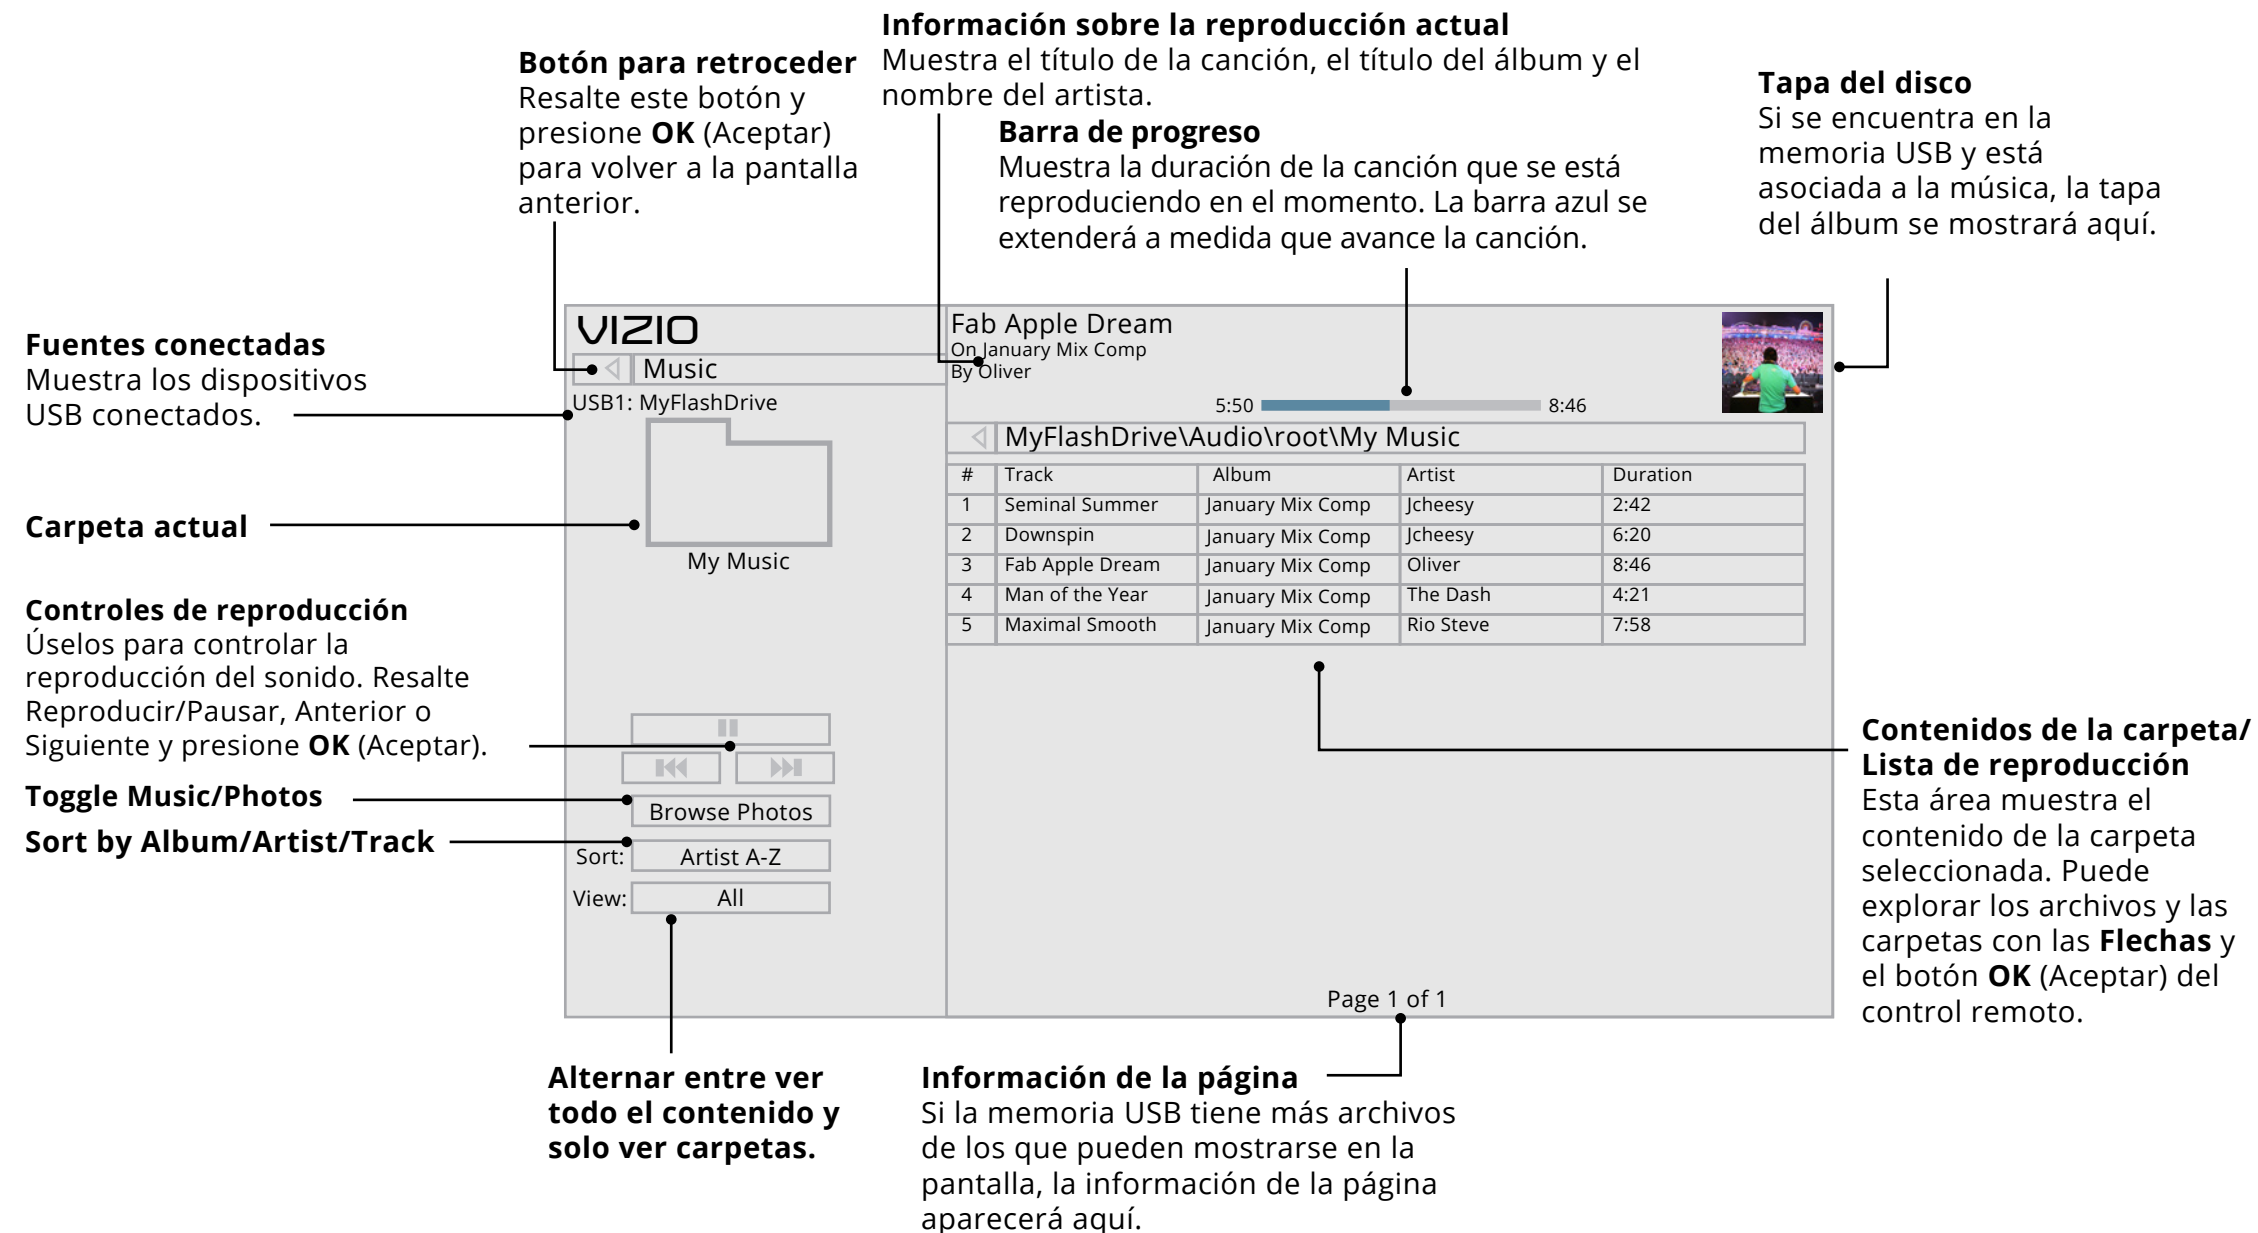 Información sobre la reproducción actual
Muestra el título de la canción, el título del álbum y el
nombre del artista.
Botón para retroceder
Resalte este botón y
presione OK (Aceptar)
para volver a la pantalla
anterior.
Barra de progreso
Muestra la duración de la canción que se está
reproduciendo en el momento. La barra azul se
extenderá a medida que avance la canción.
Tapa del disco
Si se encuentra en la
memoria USB y está
asociada a la música, la tapa
del álbum se mostrará aquí.
Fuentes conectadas
Muestra los dispositivos
USB conectados.
Carpeta actual
Controles de reproducción
Úselos para controlar la
reproducción del sonido. Resalte
Reproducir/Pausar, Anterior o
Siguiente y presione OK (Aceptar).
Toggle Music/Photos
Sort by Album/Artist/Track
VIZIO
Music
USB1: MyFlashDrive
My Music
Browse Photos
Sort: Artist A-Z
View: All
Fab Apple Dream
On January Mix Comp
By Oliver
5:50 8:46
MyFlashDrive\Audio\root\My Music
# Track Album Artist Duration
1 Seminal Summer January Mix Comp Jcheesy 2:42
2 Downspin January Mix Comp Jcheesy 6:20
3 Fab Apple Dream January Mix Comp Oliver 8:46
4 Man of the Year January Mix Comp The Dash 4:21
5 Maximal Smooth January Mix Comp Rio Steve 7:58
Page 1 of 1
Contenidos de la carpeta/
Lista de reproducción
Esta área muestra el
contenido de la carpeta
seleccionada. Puede
explorar los archivos y las
carpetas con las Flechas y
el botón OK (Aceptar) del
control remoto.
Alternar entre ver
todo el contenido y
solo ver carpetas.
Información de la página
Si la memoria USB tiene más archivos
de los que pueden mostrarse en la
pantalla, la información de la página
aparecerá aquí.